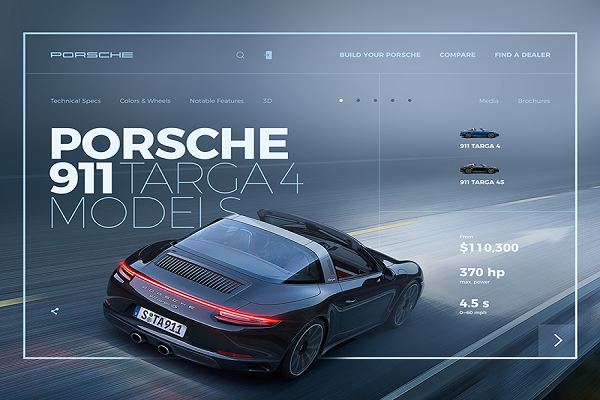 PORSCHE
BUILD YOUR PORSCHE COMPARE FIND A DEALER
Technical Specs Colors & Wheels Notable Features 3D Media Brochures
PORSCHE
911 TARGA 4
MODELS
911 TARGA 4
911 TARGA 4S
From
$110,300
370 hp
max. power
4.5 s
0–60 mph
PORSCHE
S TA911